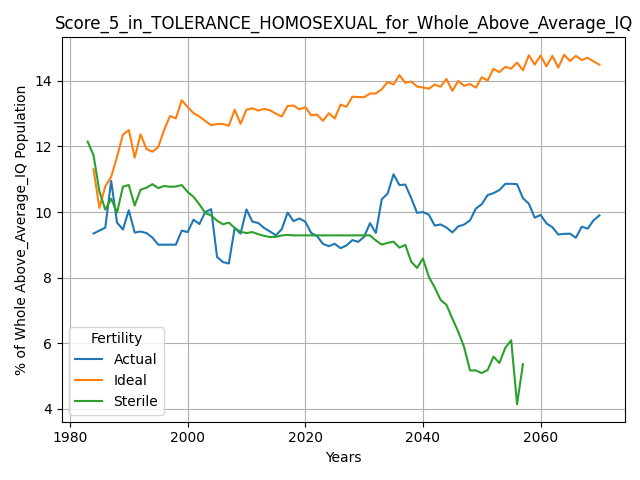 Score_5_in_TOLERANCE_HOMOSEXUAL_for_Whole_Above_Average_IQ
% of Whole Above_Average_IQ Population
14
12
10
8
6
4
Fertility
Actual
Ideal
Sterile
1980
2000
2020
2040
2060
Years